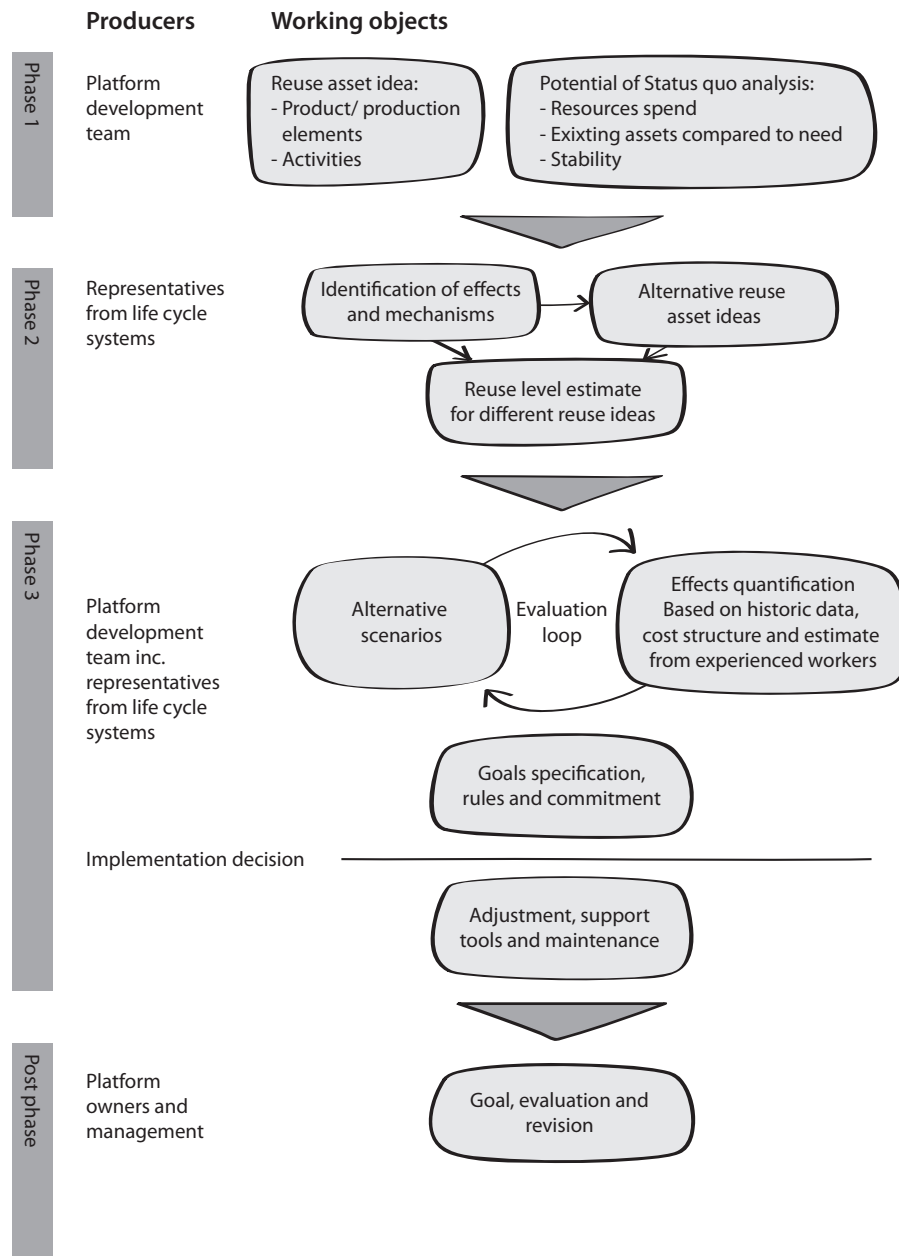 Producers
Working objects
Phase 1
Platform
development
team
Reuse asset idea:
- Product/ production
elements
- Activities
Potential of Status quo analysis:
- Resources spend
- Exixting assets compared to need
- Stability
Phase 2
Representatives
from life cycle
systems
Identification of effects
and mechanisms
Alternative reuse
asset ideas
Reuse level estimate
for different reuse ideas
Phase 3
Platform
development
team inc.
representatives
from life cycle
systems
Alternative
scenarios
Evaluation
loop
Effects quantification
Based on historic data,
cost structure and estimate
from experienced workers
Goals specification,
rules and commitment
Implementation decision
Adjustment, support
tools and maintenance
Post phase
Platform
owners and
management
Goal, evaluation and
revision